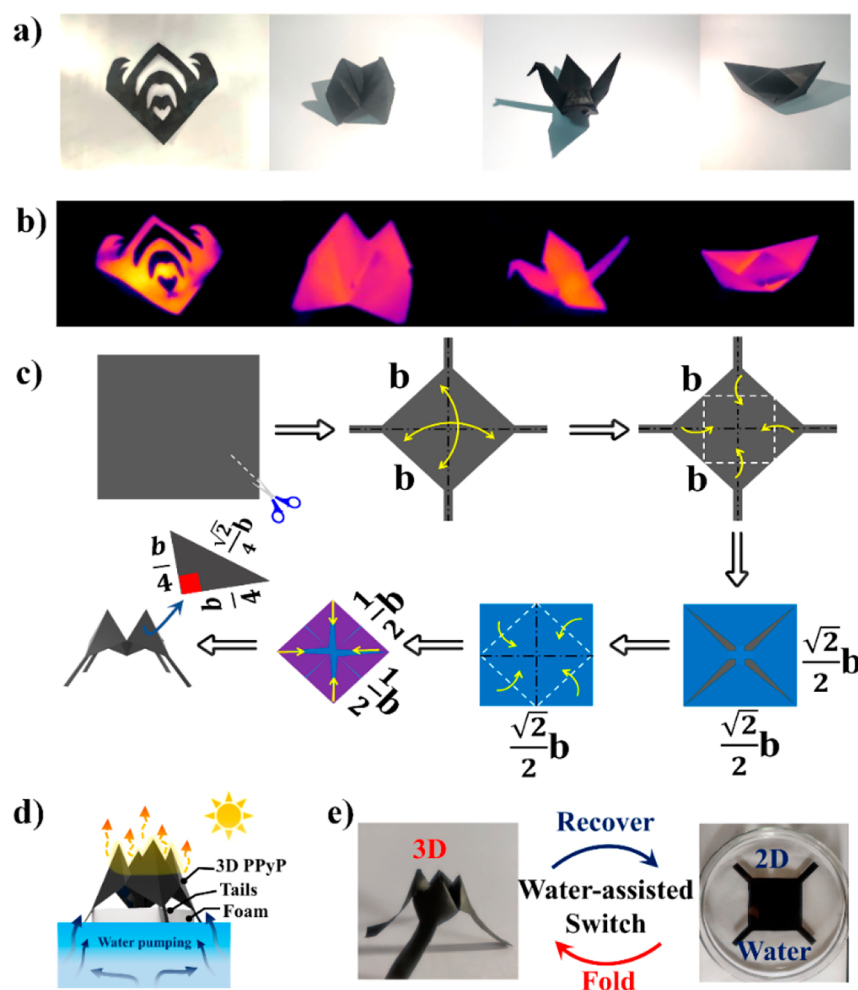 a)
b)
c)
b
b
b
b
b/4
b/4
√2/4 b
1/2 b
1/2 b
√2/2 b
√2/2 b
√2/2 b
d)
3D PPyP
Tails
Foam
Water pumping
e)
3D
Recover
Water-assisted
Switch
Fold
2D
Water